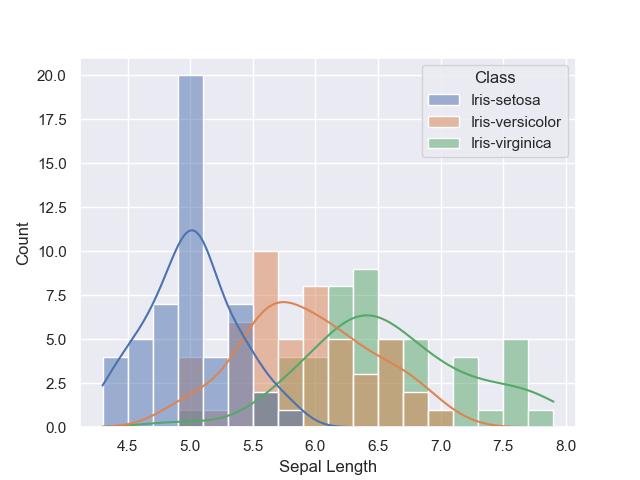 Class
Iris-setosa
Iris-versicolor
Iris-virginica
20.0
17.5
15.0
12.5
10.0
7.5
5.0
2.5
0.0
Count
4.5 5.0 5.5 6.0 6.5 7.0 7.5 8.0
Sepal Length